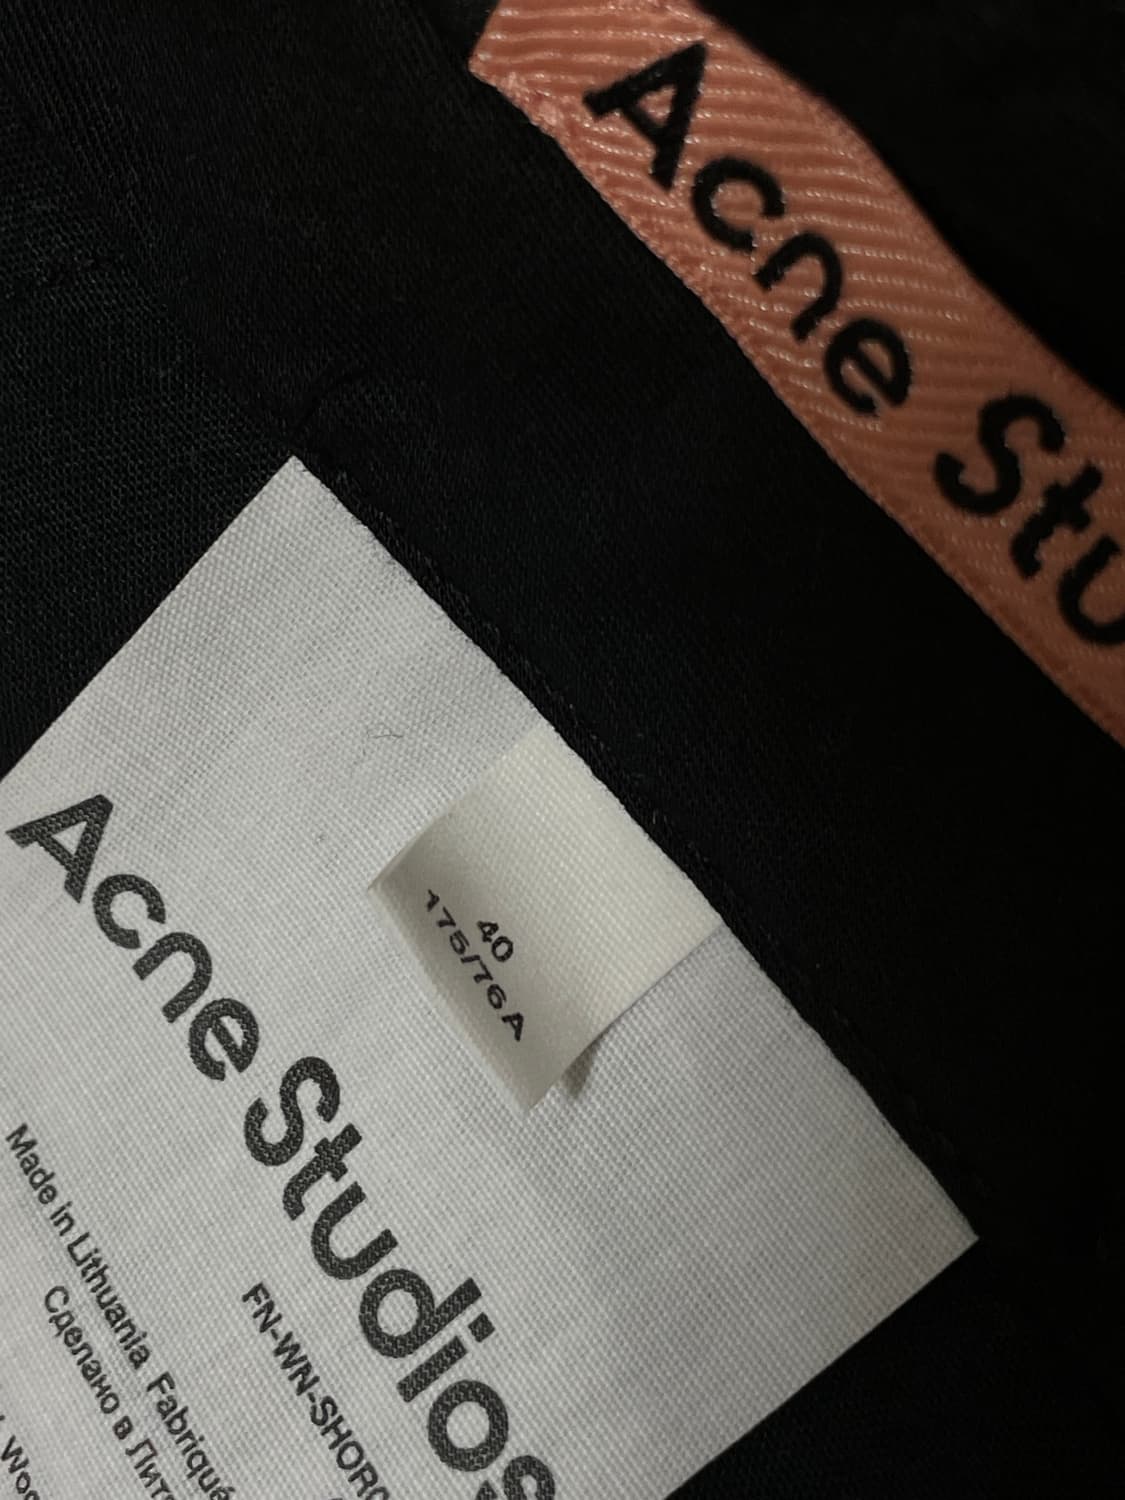 Acne Stu
40
175/76A
Acne Studios
FN-WN-SHOR
Made in Lithuania Fabriqué
Сделано в Лит